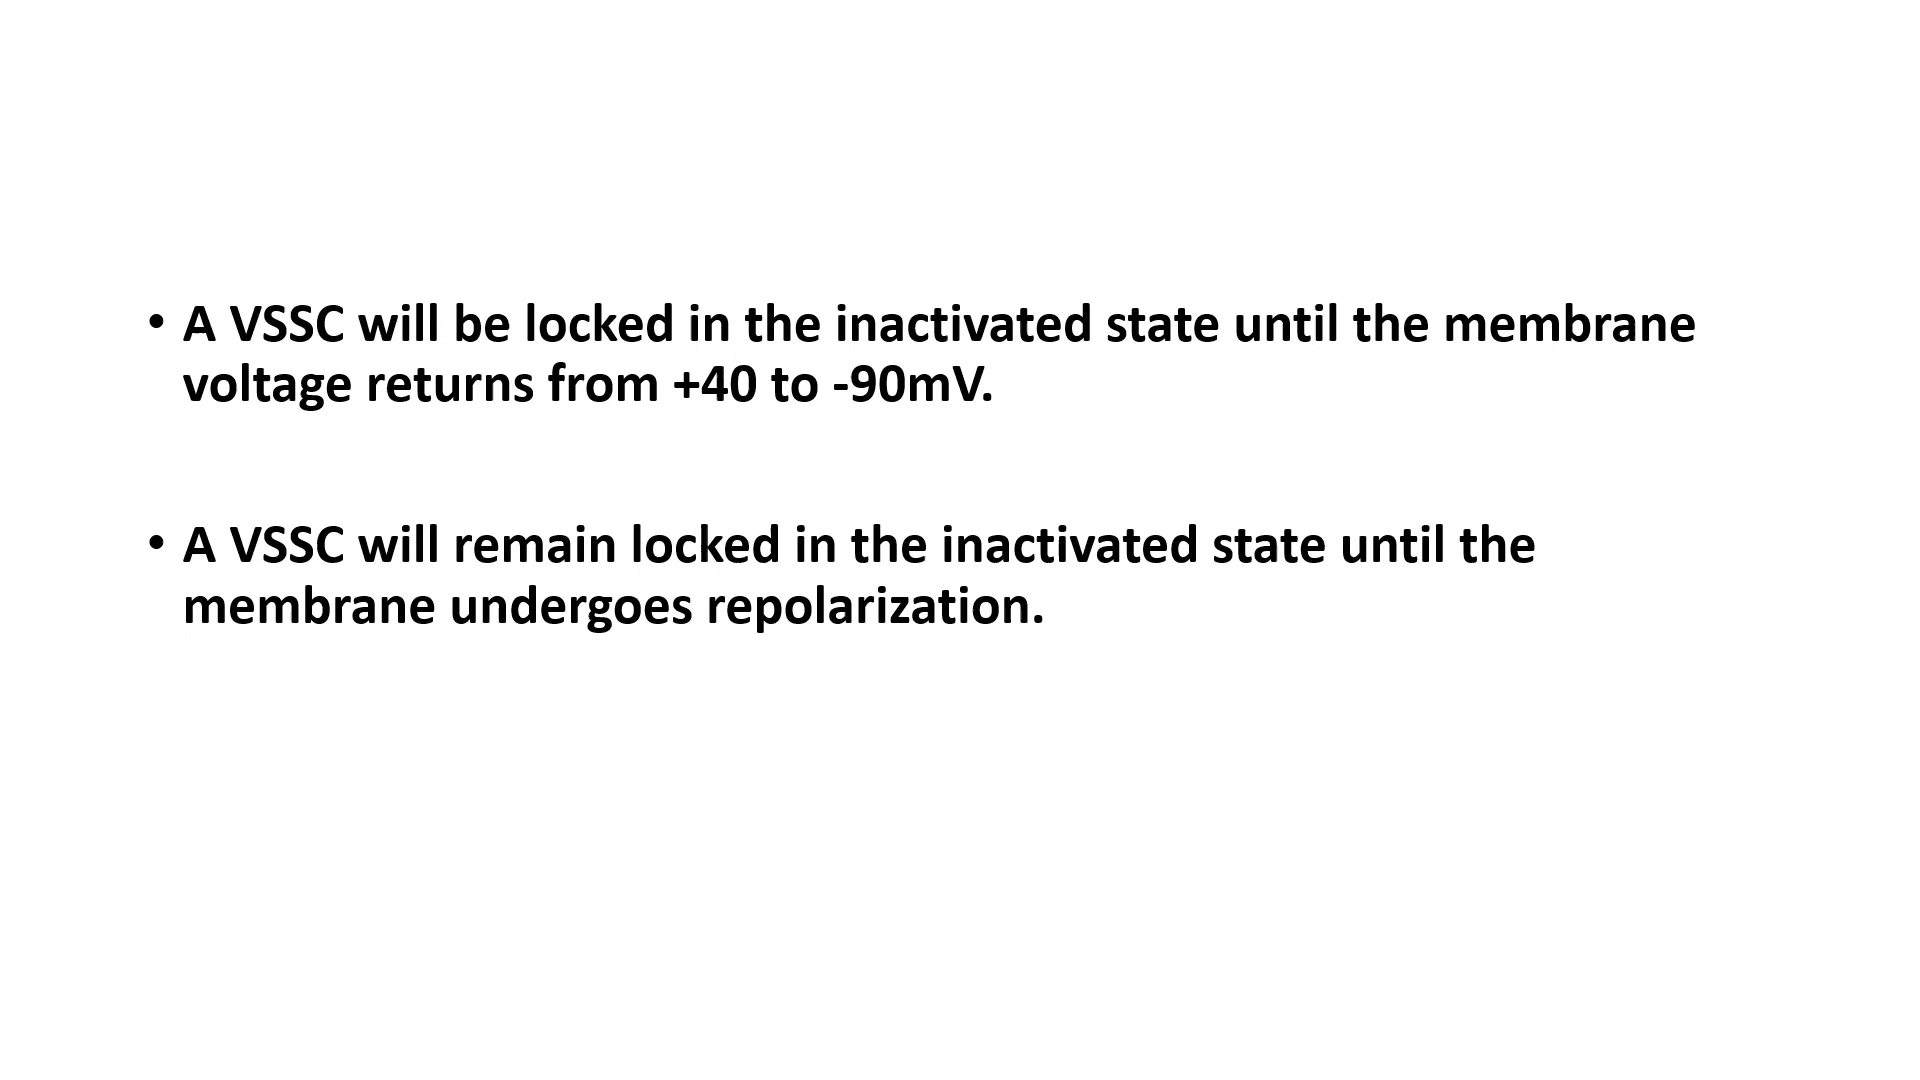 • A VSSC will be locked in the inactivated state until the membrane
voltage returns from +40 to -90mV.
• A VSSC will remain locked in the inactivated state until the
membrane undergoes repolarization.